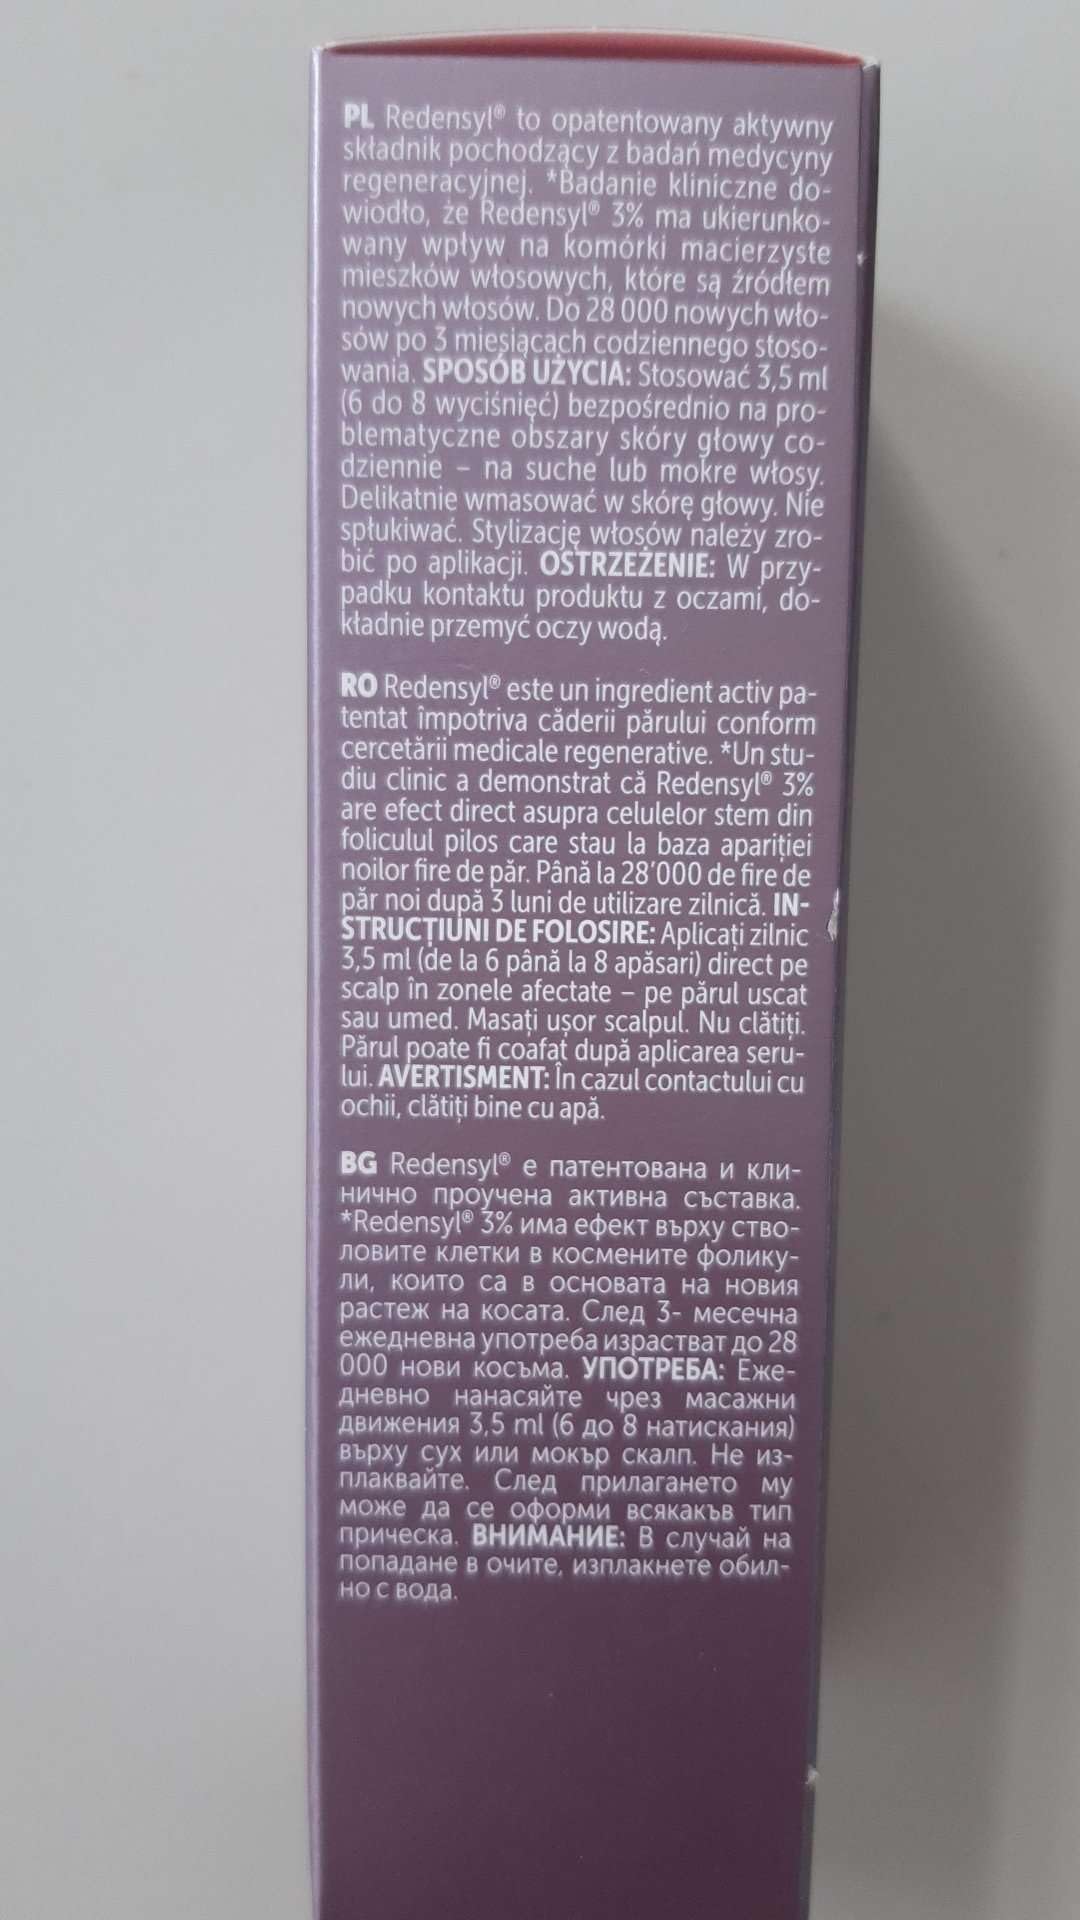 PL Redensyl® to opatentowany aktywny
składnik pochodzący z badań medycyny
regeneracyjnej. *Badanie kliniczne do-
wiodło, że Redensyl® 3% ma ukierunko-
wany wpływ na komórki macierzyste
mieszków włosowych, które są źródłem
nowych włosów. Do 28 000 nowych wło-
sów po 3 miesiącach codziennego stoso-
wania. SPOSÓB UŻYCIA: Stosować 3,5 ml
(6 do 8 wyciśnięć) bezpośrednio na pro-
blematyczne obszary skóry głowy co-
dziennie – na suche lub mokre włosy.
Delikatnie wmasować w skórę głowy. Nie
spłukiwać. Stylizację włosów należy zro-
bić po aplikacji. OSTRZEŻENIE: W przy-
padku kontaktu produktu z oczami, do-
kładnie przemyć oczy wodą.
RO Redensyl® este un ingredient activ pa-
tentat împotriva căderii părului conform
cercetării medicale regenerative. *Un stu-
diu clinic a demonstrat că Redensyl® 3%
are efect direct asupra celulelor stem din
foliculul pilos care stau la baza apariției
noilor fire de păr. Până la 28’000 de fire de
păr noi după 3 luni de utilizare zilnică. IN-
STRUCȚIUNI DE FOLOSIRE: Aplicați zilnic
3,5 ml (de la 6 până la 8 apăsari) direct pe
scalp în zonele afectate – pe părul uscat
sau umed. Masați ușor scalpul. Nu clătiți.
Părul poate fi coafat după aplicarea seru-
lui. AVERTISMENT: În cazul contactului cu
ochii, clătiți bine cu apă.
BG Redensyl® е патентована и кли-
нично проучена активна съставка.
*Redensyl® 3% има ефект върху ство-
ловите клетки в космените фолику-
ли, които са в основата на новия
растеж на косата. След 3- месечна
ежедневна употреба израстват до 28
000 нови косъма. УПОТРЕБА: Еже-
дневно нанасяйте чрез масажни
движения 3,5 ml (6 до 8 натискания)
върху сух или мокър скалп. Не из-
плаквайте. След прилагането му
може да се оформи всякакъв тип
прическа. ВНИМАНИЕ: В случай на
попадане в очите, изплакнете обил-
но с вода.